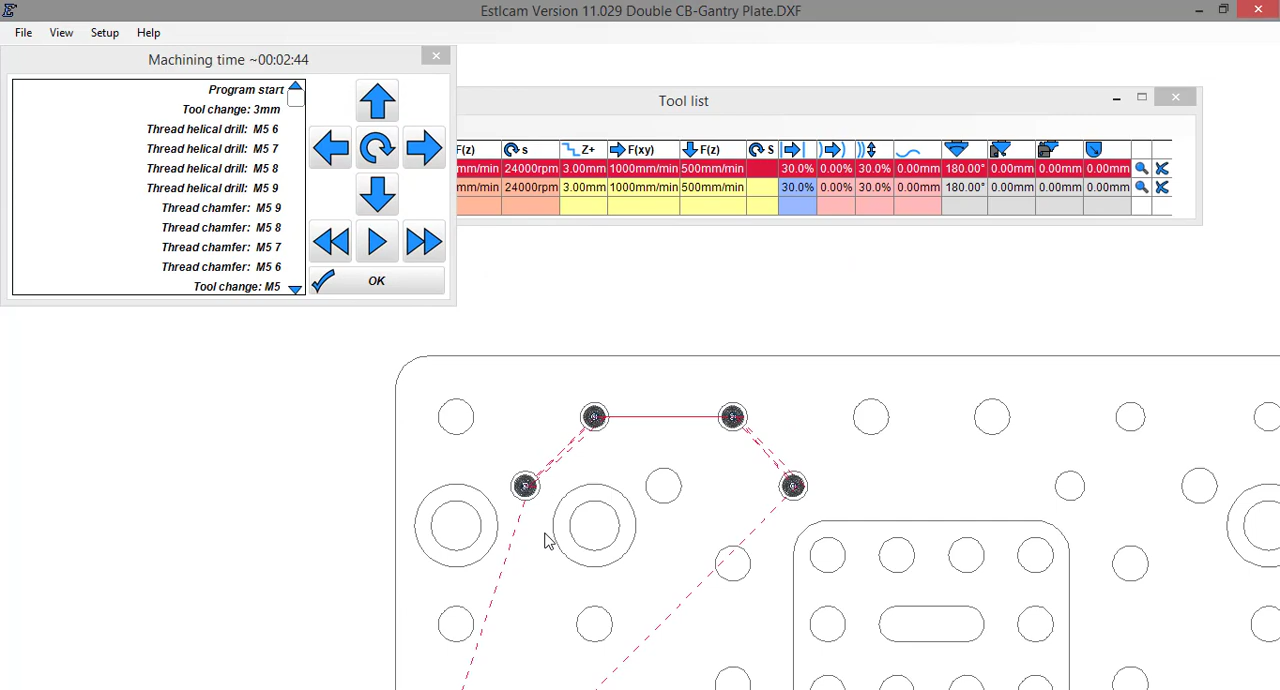 Estlcam Version 11.029 Double CB-Gantry Plate.DXF
File View Setup Help
Machining time ~00:02:44
Program start
Tool change: 3mm
Thread helical drill: M5 6
Thread helical drill: M5 7
Thread helical drill: M5 8
Thread helical drill: M5 9
Thread chamfer: M5 9
Thread chamfer: M5 8
Thread chamfer: M5 7
Thread chamfer: M5 6
Tool change: M5
OK
Tool list
F(z) s Z+ F(xy) F(z) S
mm/min 24000rpm 3.00mm 1000mm/min 500mm/min 30.0% 0.00% 30.0% 0.00mm 180.00° 0.00mm 0.00mm 0.00mm
mm/min 24000rpm 3.00mm 1000mm/min 500mm/min 30.0% 0.00% 30.0% 0.00mm 180.00° 0.00mm 0.00mm 0.00mm